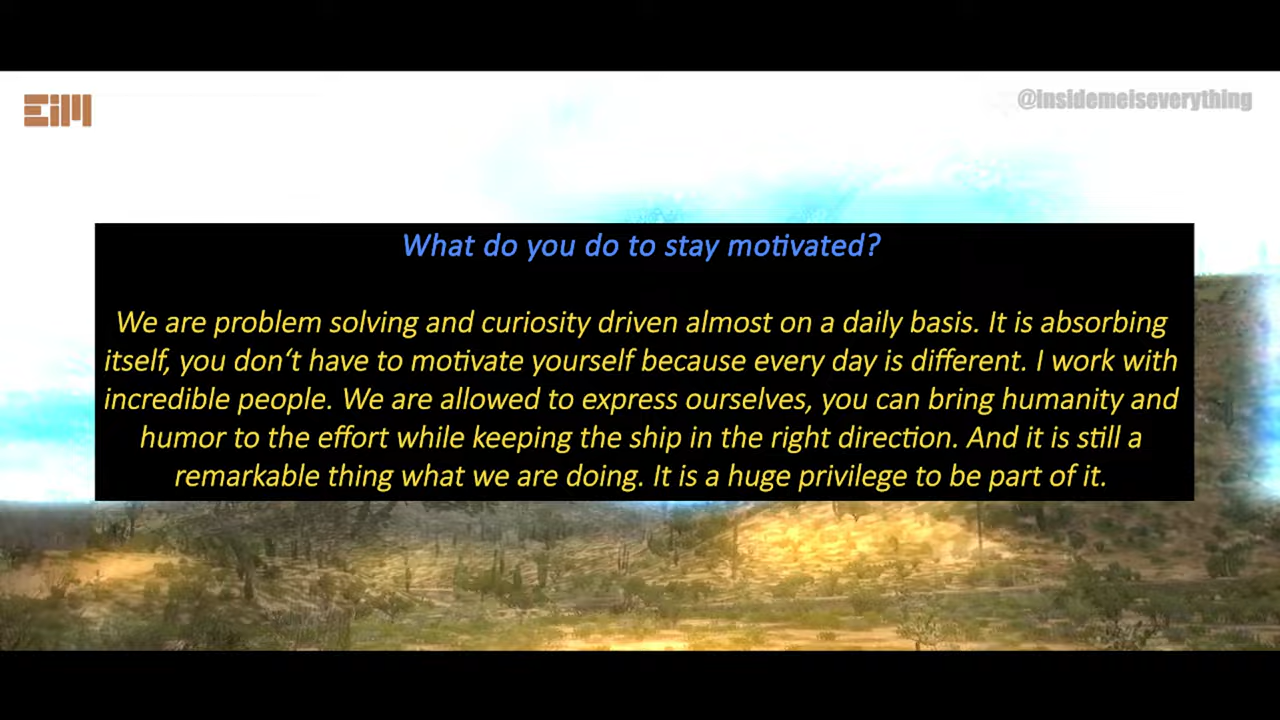 EiM
@insidemeiseverything
What do you do to stay motivated?
We are problem solving and curiosity driven almost on a daily basis. It is absorbing
itself, you don‘t have to motivate yourself because every day is different. I work with
incredible people. We are allowed to express ourselves, you can bring humanity and
humor to the effort while keeping the ship in the right direction. And it is still a
remarkable thing what we are doing. It is a huge privilege to be part of it.